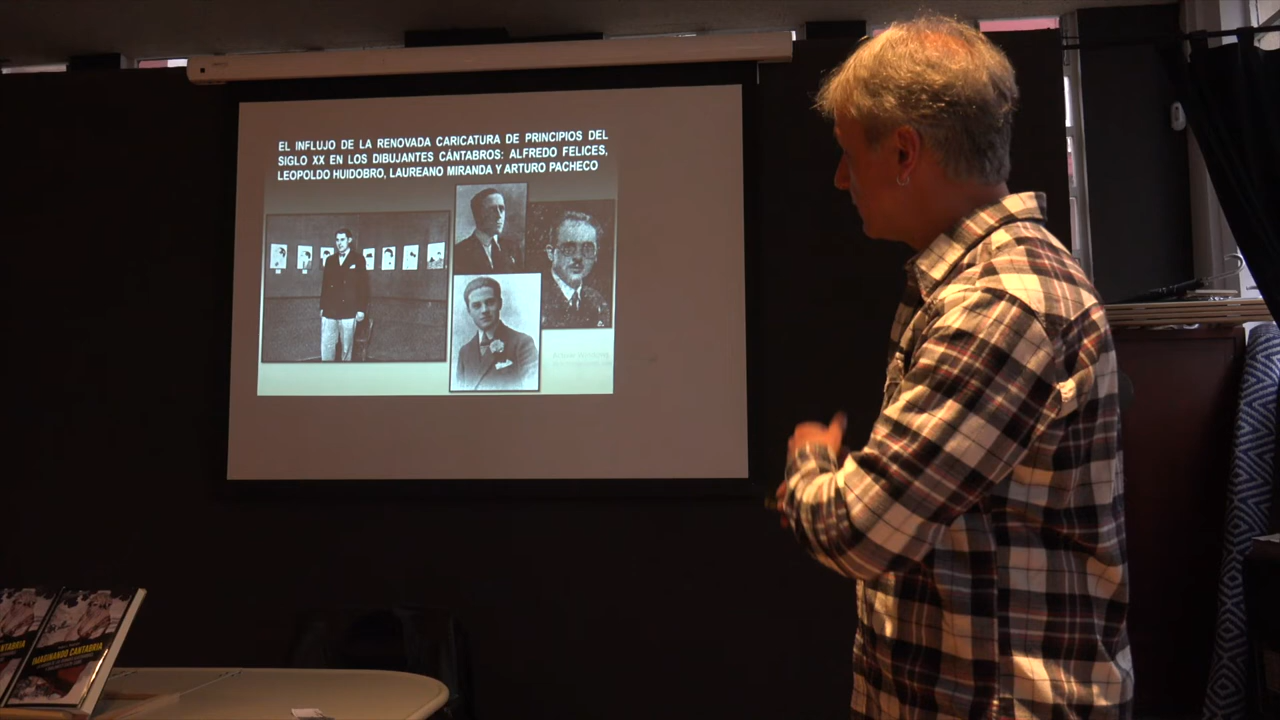 EL INFLUJO DE LA RENOVADA CARICATURA DE PRINCIPIOS DEL
SIGLO XX EN LOS DIBUJANTES CÁNTABROS: ALFREDO FELICES,
LEOPOLDO HUIDOBRO, LAUREANO MIRANDA Y ARTURO PACHECO
CANTABRIA
IMAGINANDO CANTABRIA